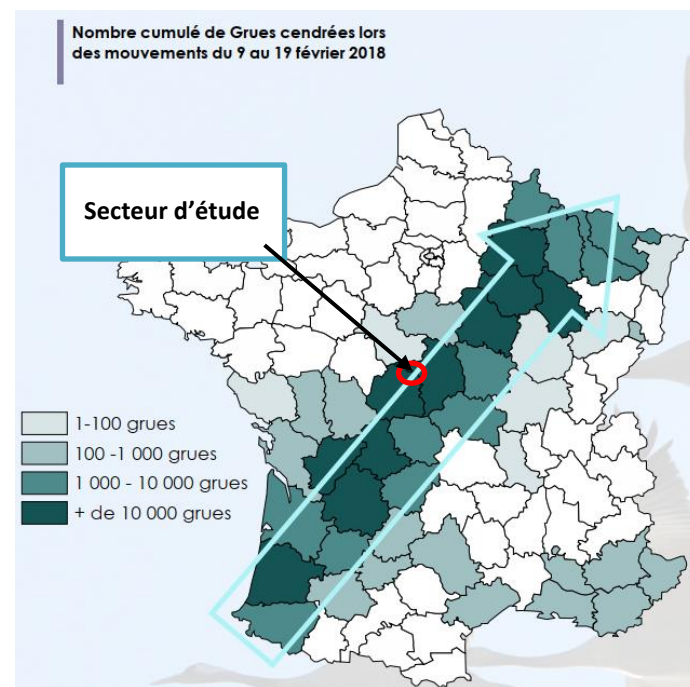 Nombre cumulé de Grues cendrées lors
des mouvements du 9 au 19 février 2018
Secteur d'étude
1-100 grues
100 -1 000 grues
1 000 - 10 000 grues
+ de 10 000 grues